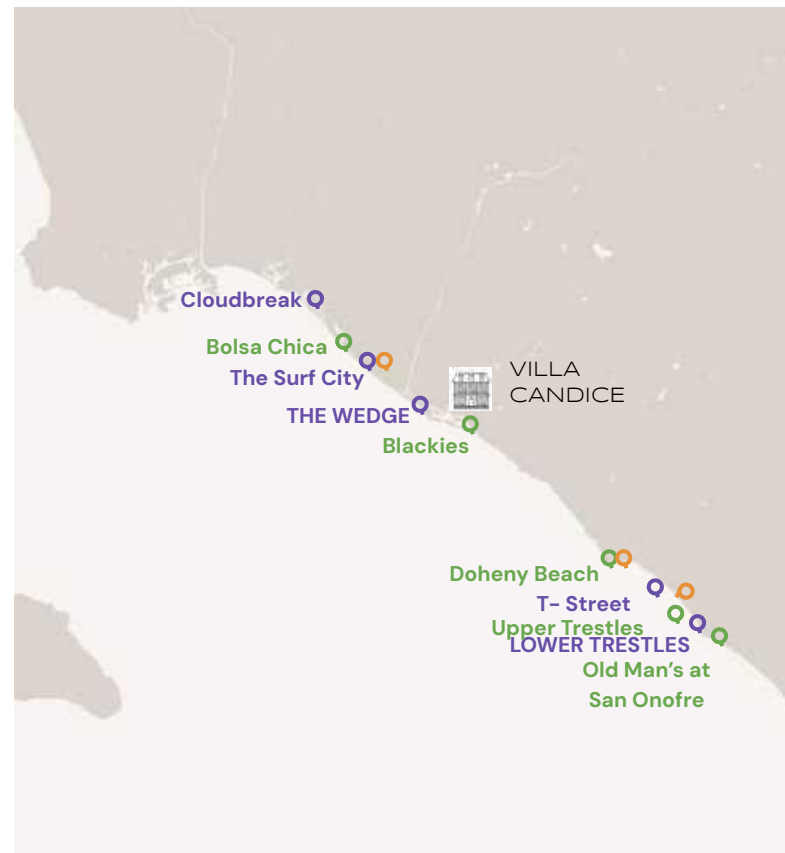 Cloudbreak
Bolsa Chica
The Surf City
VILLA
CANDICE
THE WEDGE
Blackies
Doheny Beach
T- Street
Upper Trestles
LOWER TRESTLES
Old Man's at
San Onofre